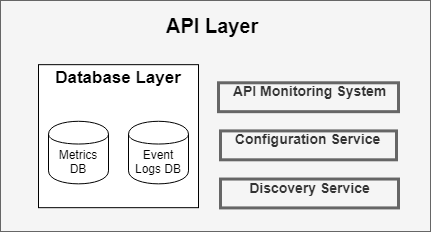 API Layer
Database Layer
Metrics
DB
Event
Logs DB
API Monitoring System
Configuration Service
Discovery Service